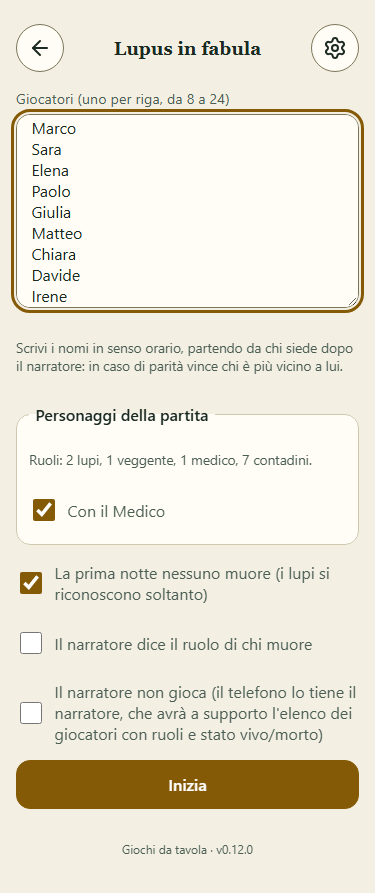 Lupus in fabula
Giocatori (uno per riga, da 8 a 24)
Marco
Sara
Elena
Paolo
Giulia
Matteo
Chiara
Davide
Irene
Scrivi i nomi in senso orario, partendo da chi siede dopo
il narratore: in caso di parità vince chi è più vicino a lui.
Personaggi della partita
Ruoli: 2 lupi, 1 veggente, 1 medico, 7 contadini.
Con il Medico
La prima notte nessuno muore (i lupi si
riconoscono soltanto)
Il narratore dice il ruolo di chi muore
Il narratore non gioca (il telefono lo tiene il
narratore, che avrà a supporto l'elenco dei
giocatori con ruoli e stato vivo/morto)
Inizia
Giochi da tavola · v0.12.0